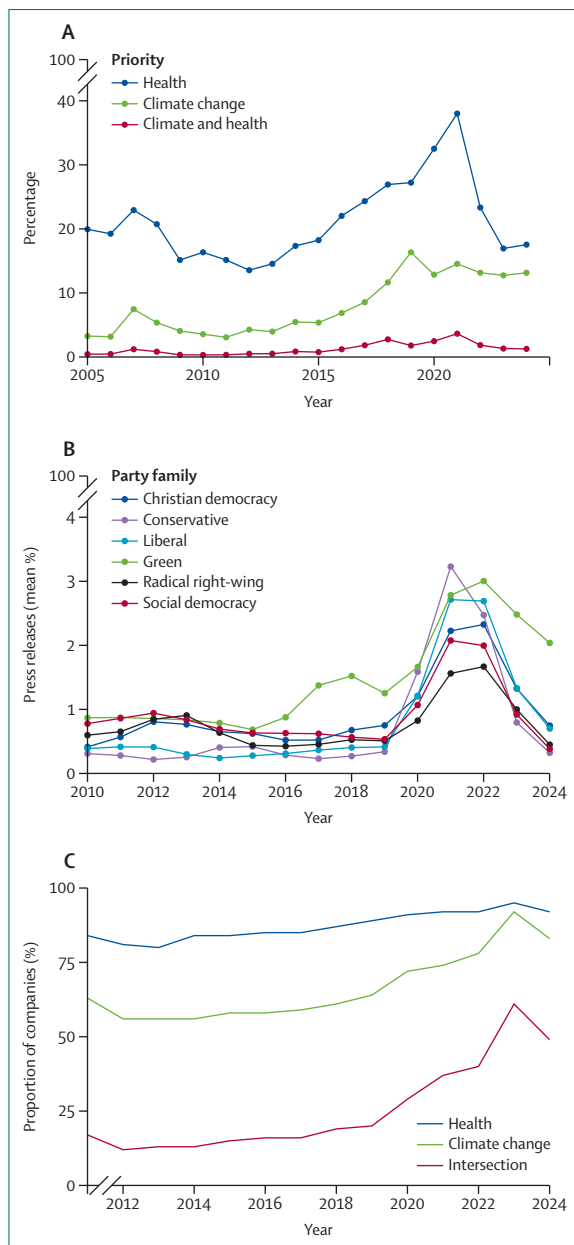 A
100
Priority
Health
Climate change
Climate and health
40
30
20
10
0
Percentage
2005
2010
2015
2020
Year
B
100
Party family
Christian democracy
Conservative
Liberal
Green
Radical right-wing
Social democracy
4
3
2
1
0
Press releases (mean %)
2010
2012
2014
2016
2018
2020
2022
2024
Year
C
100
75
50
25
0
Proportion of companies (%)
Health
Climate change
Intersection
2012
2014
2016
2018
2020
2022
2024
Year